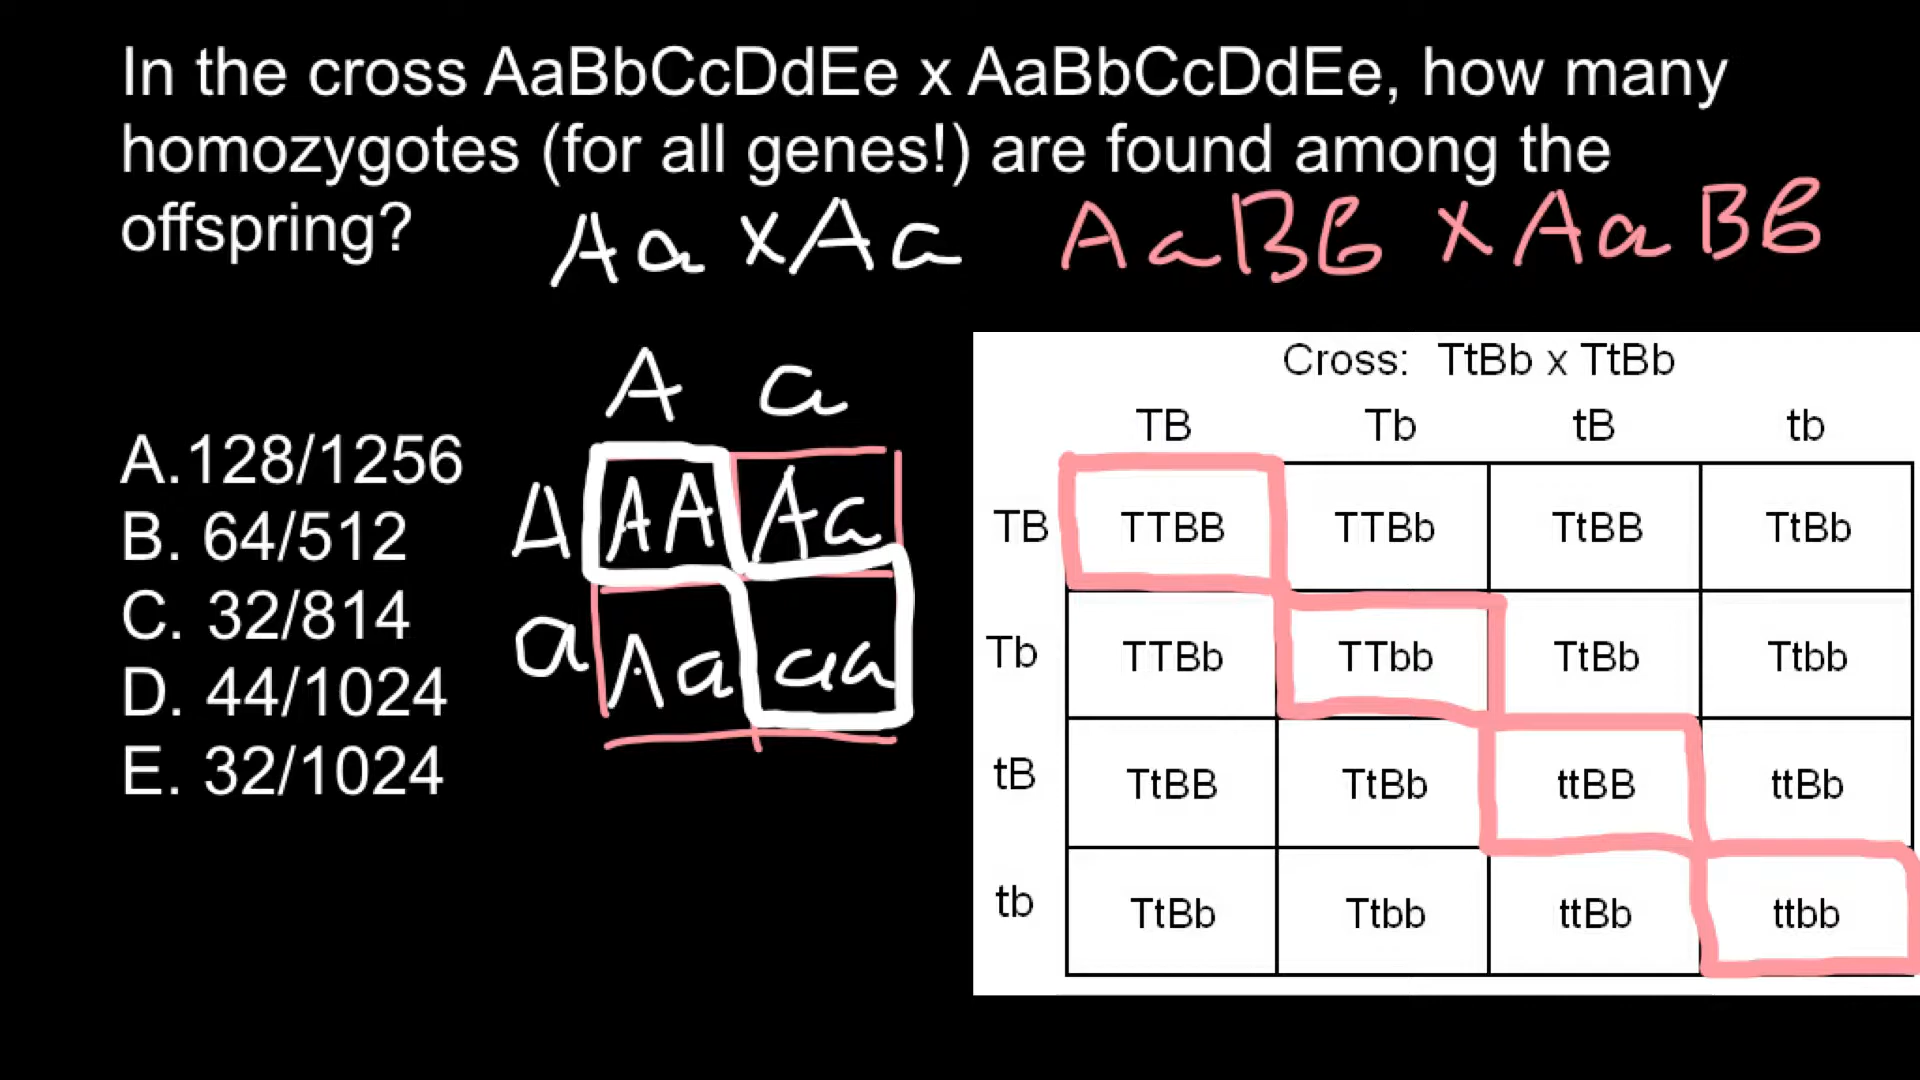 In the cross AaBbCcDdEe x AaBbCcDdEe, how many
homozygotes (for all genes!) are found among the
offspring?
Aa x Aa
AaBb x AaBb
A a
A AA Aa
a Aa aa
A.128/1256
B. 64/512
C. 32/814
D. 44/1024
E. 32/1024
Cross: TtBb x TtBb
TB Tb tB tb
TB TTBB TTBb TtBB TtBb
Tb TTBb TTbb TtBb Ttbb
tB TtBB TtBb ttBB ttBb
tb TtBb Ttbb ttBb ttbb